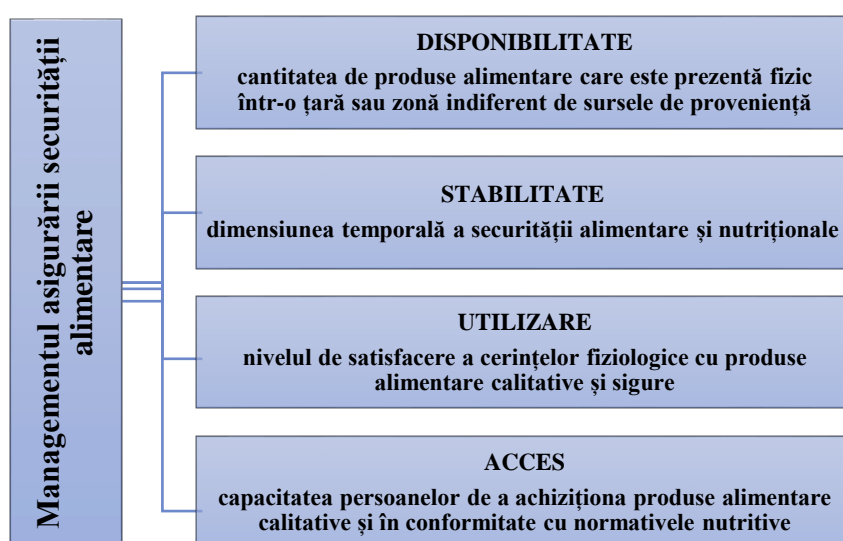 Managementul asigurării securității
alimentare
DISPONIBILITATE
cantitatea de produse alimentare care este prezentă fizic
într-o țară sau zonă indiferent de sursele de proveniență
STABILITATE
dimensiunea temporală a securității alimentare și nutriționale
UTILIZARE
nivelul de satisfacere a cerințelor fiziologice cu produse
alimentare calitative și sigure
ACCES
capacitatea persoanelor de a achiziționa produse alimentare
calitative și în conformitate cu normativele nutritive